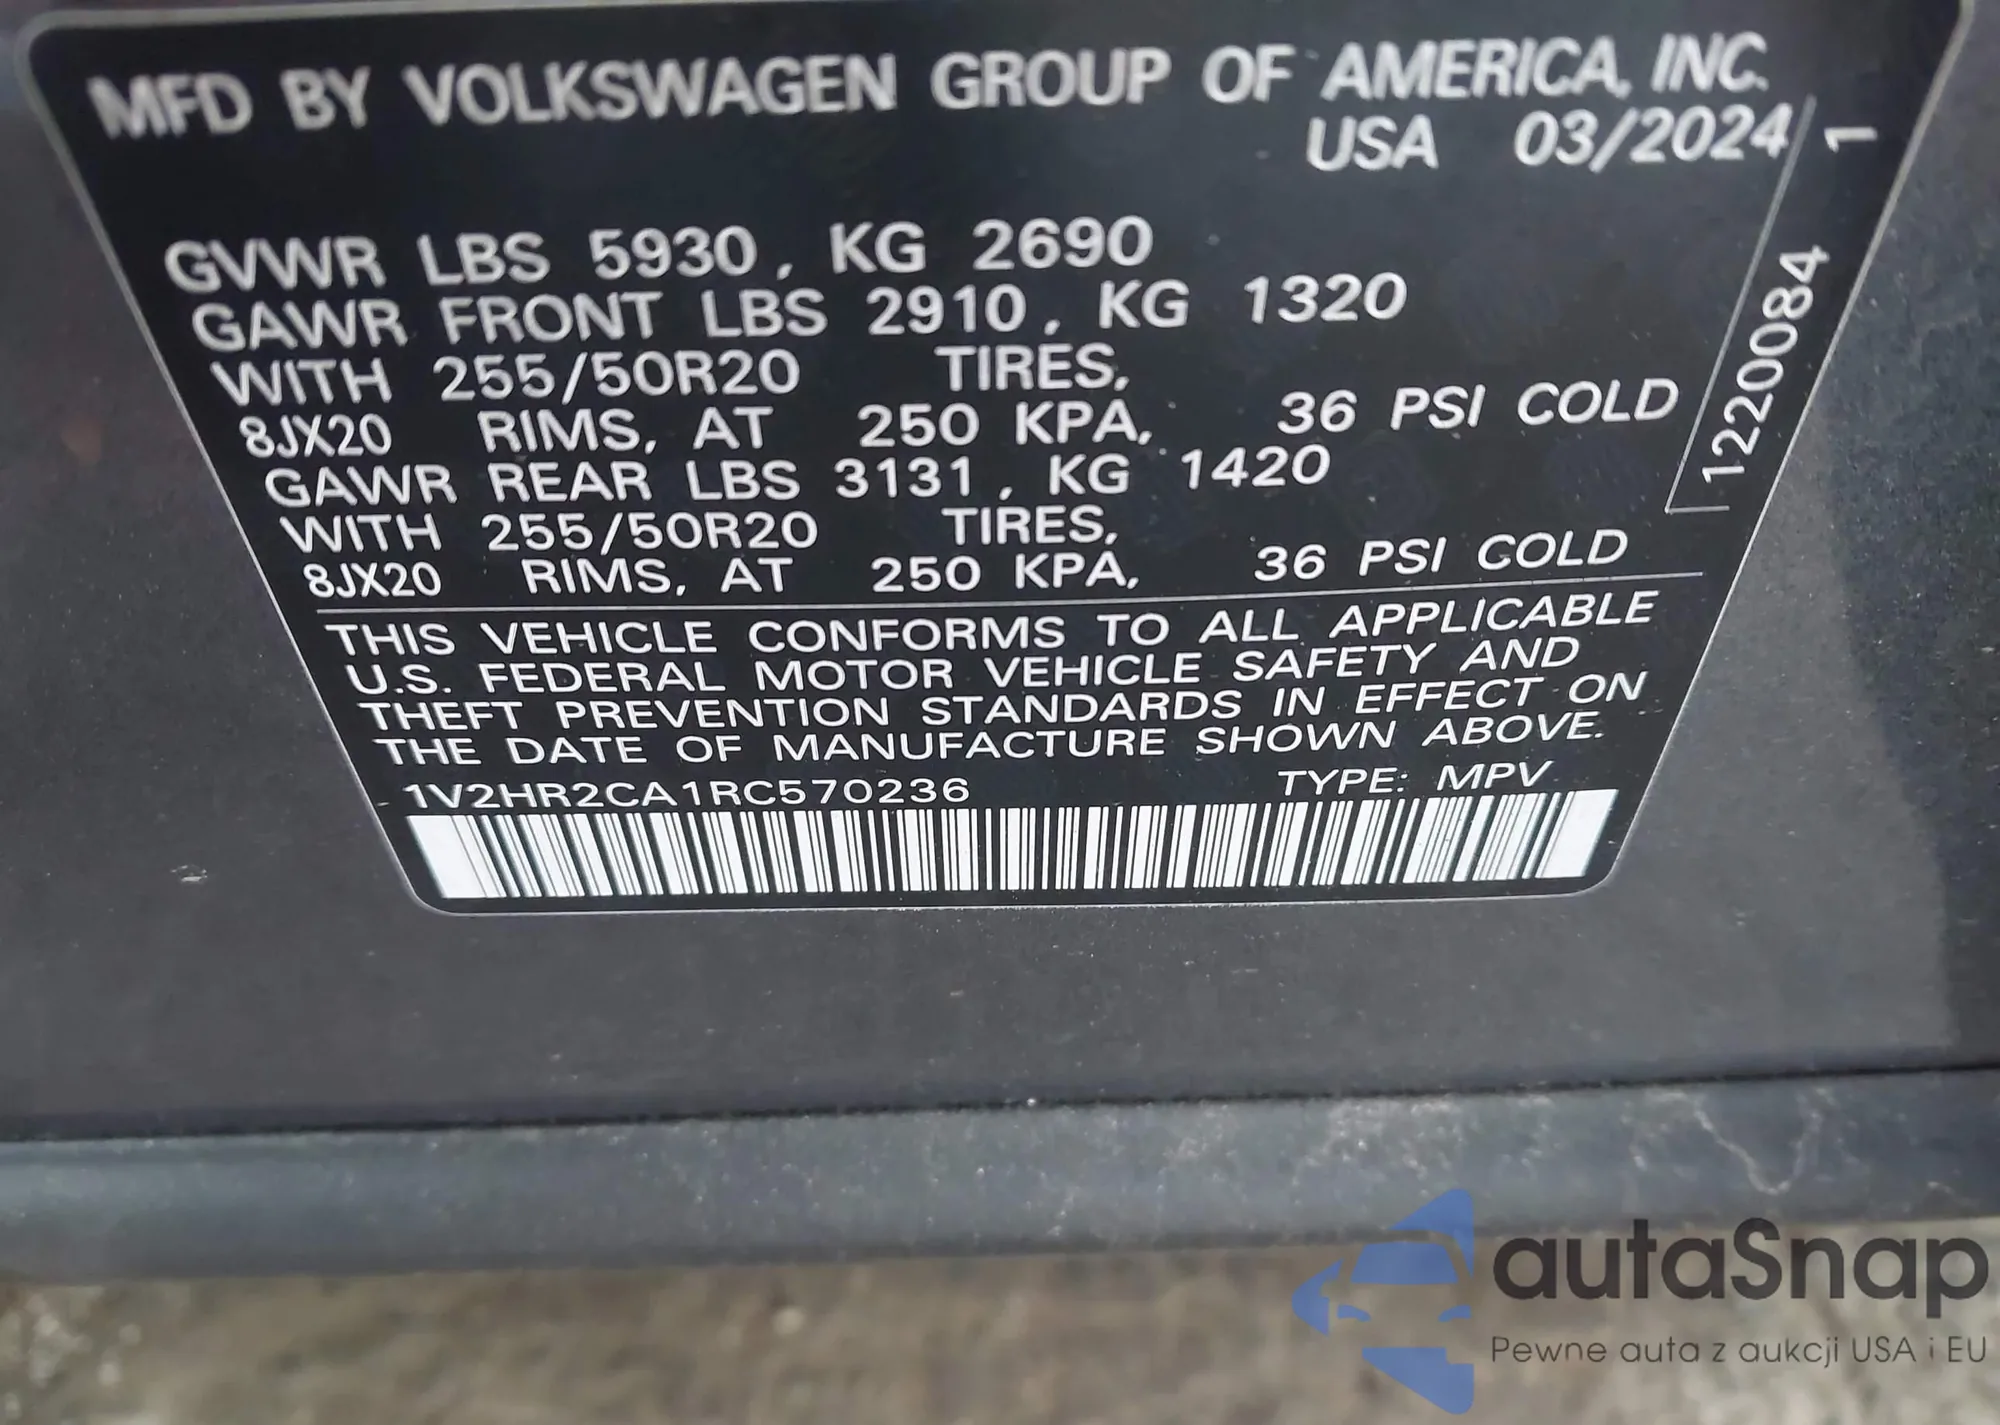 MFD BY VOLKSWAGEN GROUP OF AMERICA, INC.
USA 03/2024
1
GVWR LBS 5930, KG 2690
GAWR FRONT LBS 2910, KG 1320
WITH 255/50R20 TIRES,
8JX20 RIMS, AT 250 KPA, 36 PSI COLD
GAWR REAR LBS 3131, KG 1420
WITH 255/50R20 TIRES,
8JX20 RIMS, AT 250 KPA, 36 PSI COLD
1220084
THIS VEHICLE CONFORMS TO ALL APPLICABLE
U.S. FEDERAL MOTOR VEHICLE SAFETY AND
THEFT PREVENTION STANDARDS IN EFFECT ON
THE DATE OF MANUFACTURE SHOWN ABOVE.
1V2HR2CA1RC570236 TYPE: MPV
autaSnap
Pewne auta z aukcji USA i EU